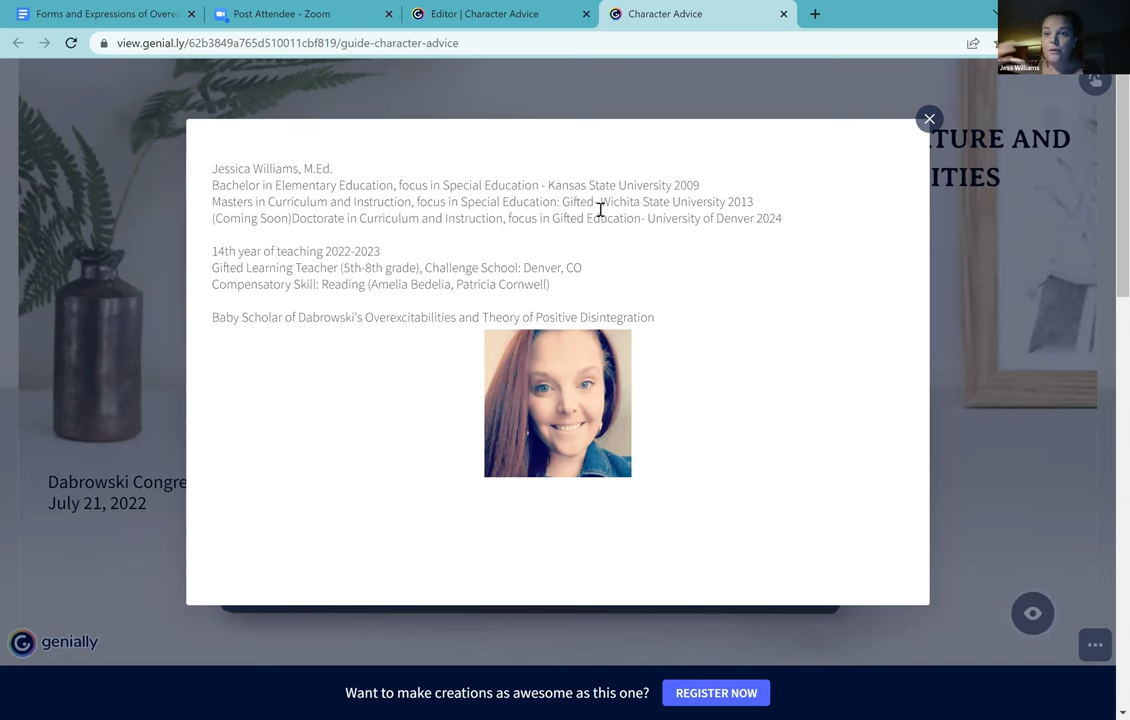 Forms and Expressions of Overex
Post Attendee - Zoom
Editor | Character Advice
Character Advice
view.genial.ly/62b3849a765d510011cbf819/guide-character-advice
Jess Williams
TURE AND
ITIES
Jessica Williams, M.Ed.
Bachelor in Elementary Education, focus in Special Education - Kansas State University 2009
Masters in Curriculum and Instruction, focus in Special Education: Gifted- Wichita State University 2013
(Coming Soon)Doctorate in Curriculum and Instruction, focus in Gifted Education- University of Denver 2024
14th year of teaching 2022-2023
Gifted Learning Teacher (5th-8th grade), Challenge School: Denver, CO
Compensatory Skill: Reading (Amelia Bedelia, Patricia Cornwell)
Baby Scholar of Dabrowski's Overexcitabilities and Theory of Positive Disintegration
Dabrowski Congre
July 21, 2022
genially
Want to make creations as awesome as this one?
REGISTER NOW